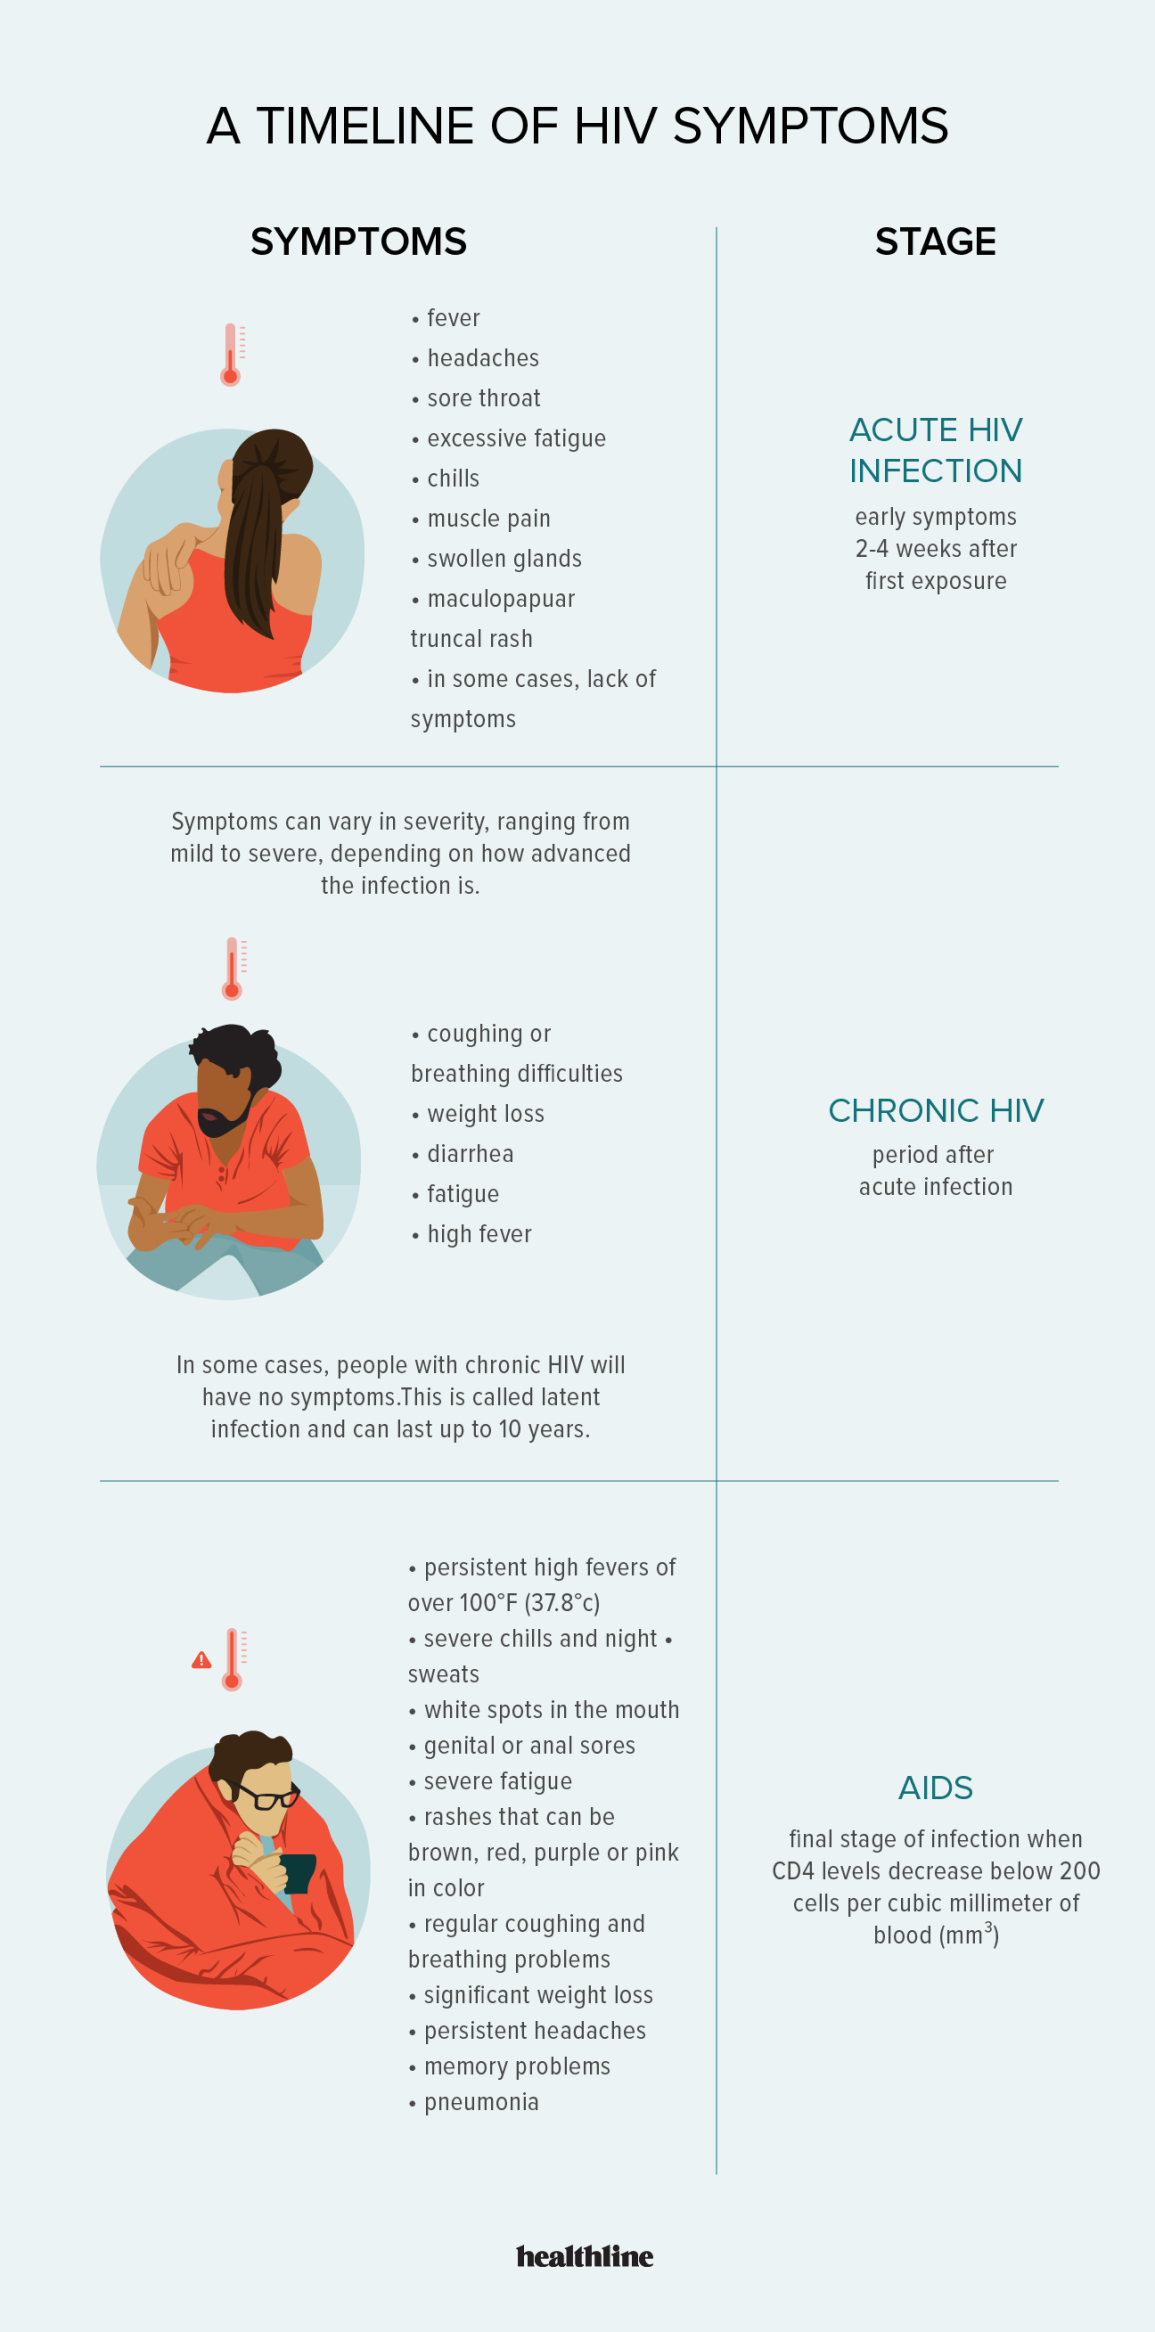 A TIMELINE OF HIV SYMPTOMS
SYMPTOMS
STAGE
• fever
• headaches
• sore throat
• excessive fatigue
• chills
• muscle pain
• swollen glands
• maculopapuar
truncal rash
• in some cases, lack of
symptoms
ACUTE HIV
INFECTION
early symptoms
2-4 weeks after
first exposure
Symptoms can vary in severity, ranging from
mild to severe, depending on how advanced
the infection is.
• coughing or
breathing difficulties
• weight loss
• diarrhea
• fatigue
• high fever
In some cases, people with chronic HIV will
have no symptoms.This is called latent
infection and can last up to 10 years.
CHRONIC HIV
period after
acute infection
• persistent high fevers of
over 100°F (37.8°c)
• severe chills and night •
sweats
• white spots in the mouth
• genital or anal sores
• severe fatigue
• rashes that can be
brown, red, purple or pink
in color
• regular coughing and
breathing problems
• significant weight loss
• persistent headaches
• memory problems
• pneumonia
AIDS
final stage of infection when
CD4 levels decrease below 200
cells per cubic millimeter of
blood (mm³)
healthline